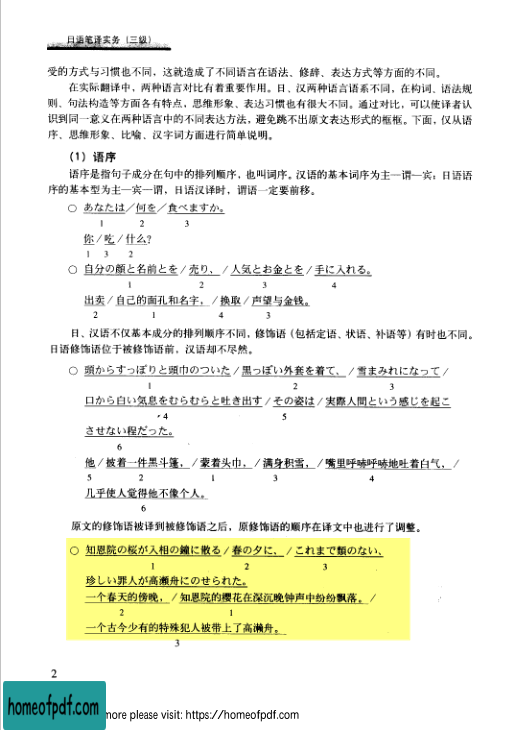 日语笔译实务（三级）
受的方式与习惯也不同，这就造成了不同语言在语法、修辞、表达方式等方面的不同。
在实际翻译中，两种语言对比有着重要作用。日、汉两种语言语系不同，在构词、语法规
则、句法构造等方面各有特点，思维形象、表达习惯也有很大不同。通过对比，可以使译者认
识到同一意义在两种语言中的不同表达方法，避免跳不出原文表达形式的框框。下面，仅从语
序、思维形象、比喻、汉字词方面进行简单说明。
（1）语序
语序是指句子成分在句中的排列顺序，也叫词序。汉语的基本词序为主—谓—宾；日语语
序的基本型为主—宾—谓，日语汉译时，谓语一定要前移。
○ あなたは／何を／食べますか。
1 2 3
你／吃／什么？
1 3 2
○ 自分の顔と名前とを／売り、／人気とお金とを／手に入れる。
1 2 3 4
出卖／自己的面孔和名字，／换取／声望与金钱。
2 1 4 3
日、汉语不仅基本成分的排列顺序不同，修饰语（包括定语、状语、补语等）有时也不同。
日语修饰语位于被修饰语前，汉语却不尽然。
○ 頭からすっぽりと頭巾のついた／黒っぽい外套を着て、／雪まみれになって／
1 2 3
口から白い気息をむらむらと吐き出す／その姿は／実際人間という感じを起こ
4 5
させない程だった。
6
他／披着一件黑斗篷，／蒙着头巾，／满身积雪，／嘴里呼哧呼哧地吐着白气，／
5 2 1 3 4
几乎使人觉得他不像个人。
6
原文的修饰语被译到被修饰语之后，原修饰语的顺序在译文中也进行了调整。
○ 知恩院の桜が入相の鐘に散る／春の夕に、／これまで類のない、
1 2 3
珍しい罪人が高瀬舟にのせられた。
一个春天的傍晚，／知恩院的樱花在深沉晚钟声中纷纷飘落。／
2 1
一个古今少有的特殊犯人被带上了高濑舟。
3
2
homeofpdf.com
more please visit: https://homeofpdf.com